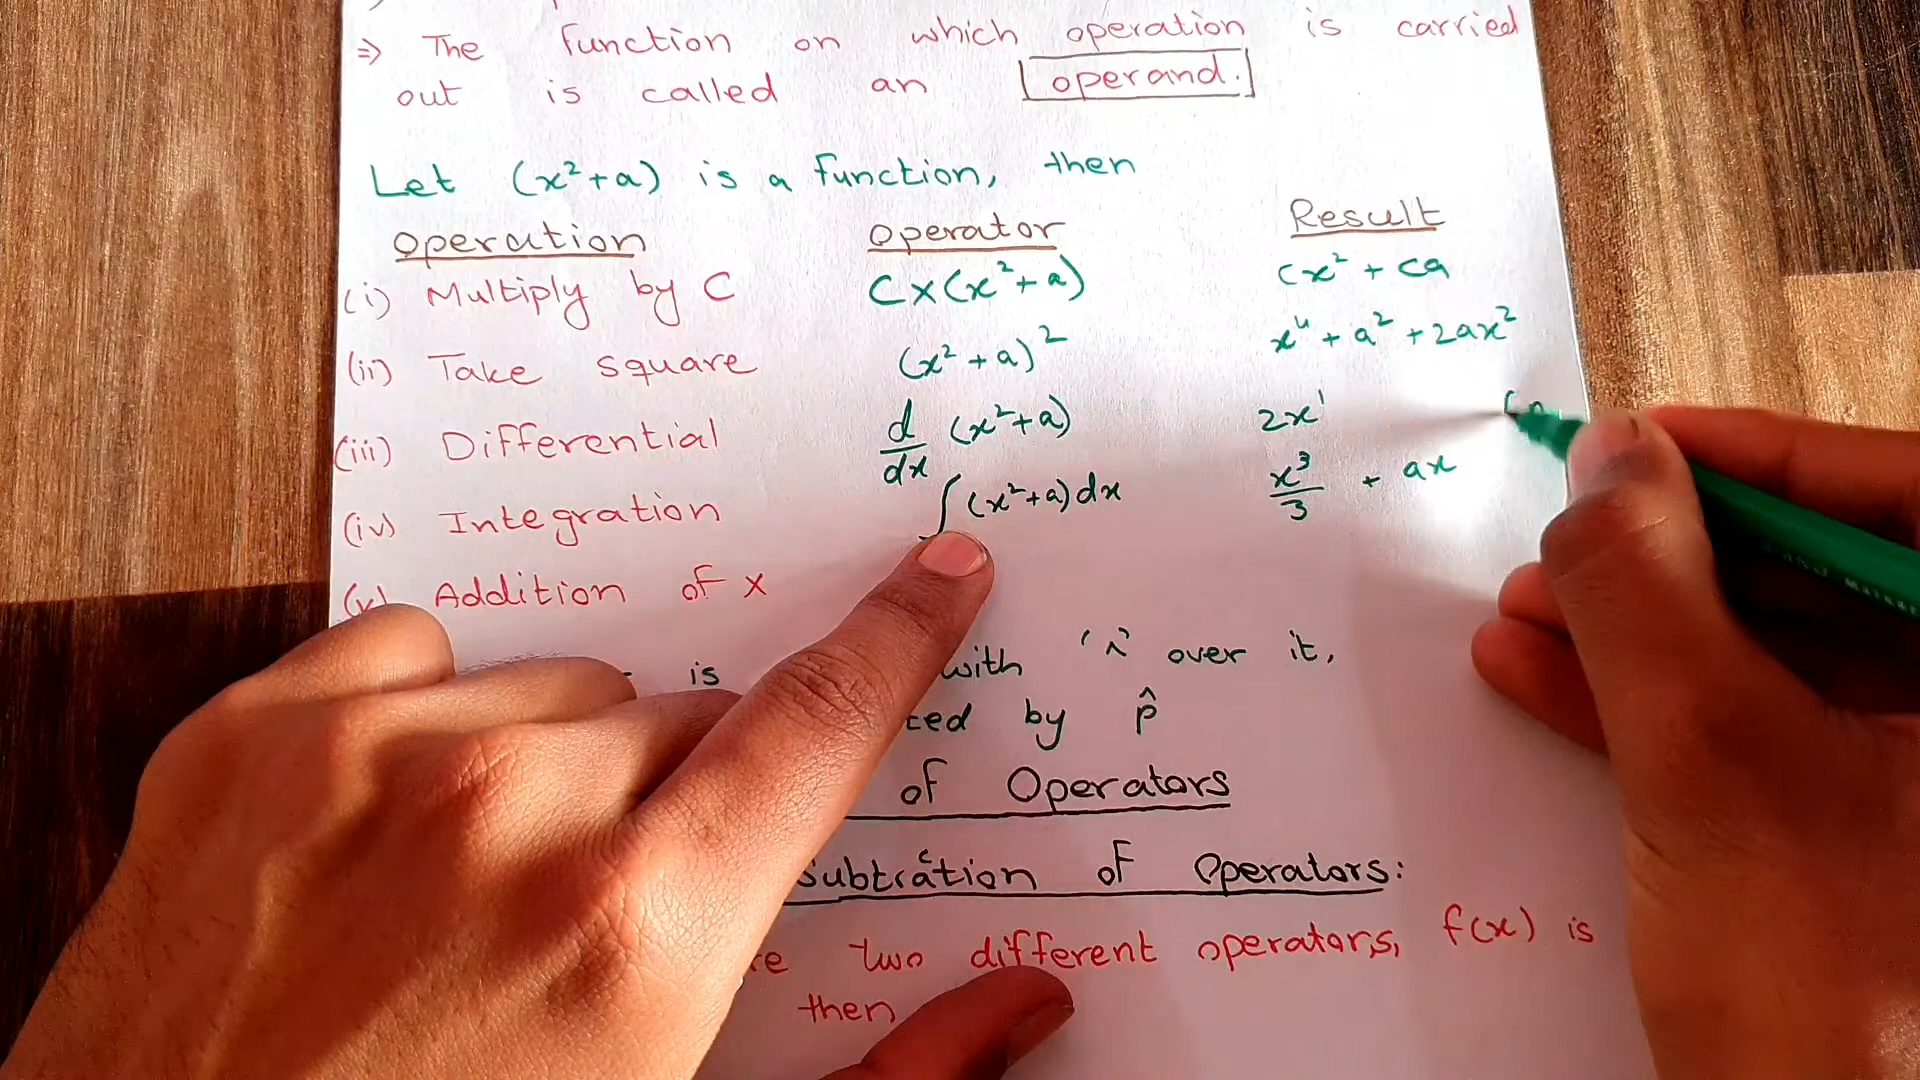 ⇒ The function on which operation is carried
out is called an operand.
Let (x²+a) is a function, then
Operation Operator Result
(i) Multiply by C C×(x²+a) Cx² + Ca
(ii) Take square (x²+a)² x⁴ + a² + 2ax²
(iii) Differential d/dx (x²+a) 2x¹
(iv) Integration ∫(x²+a)dx x³/3 + ax
(v) Addition of x
is with '^' over it,
by p̂
of Operators
Subtraction of Operators:
two different operators, f(x) is
then